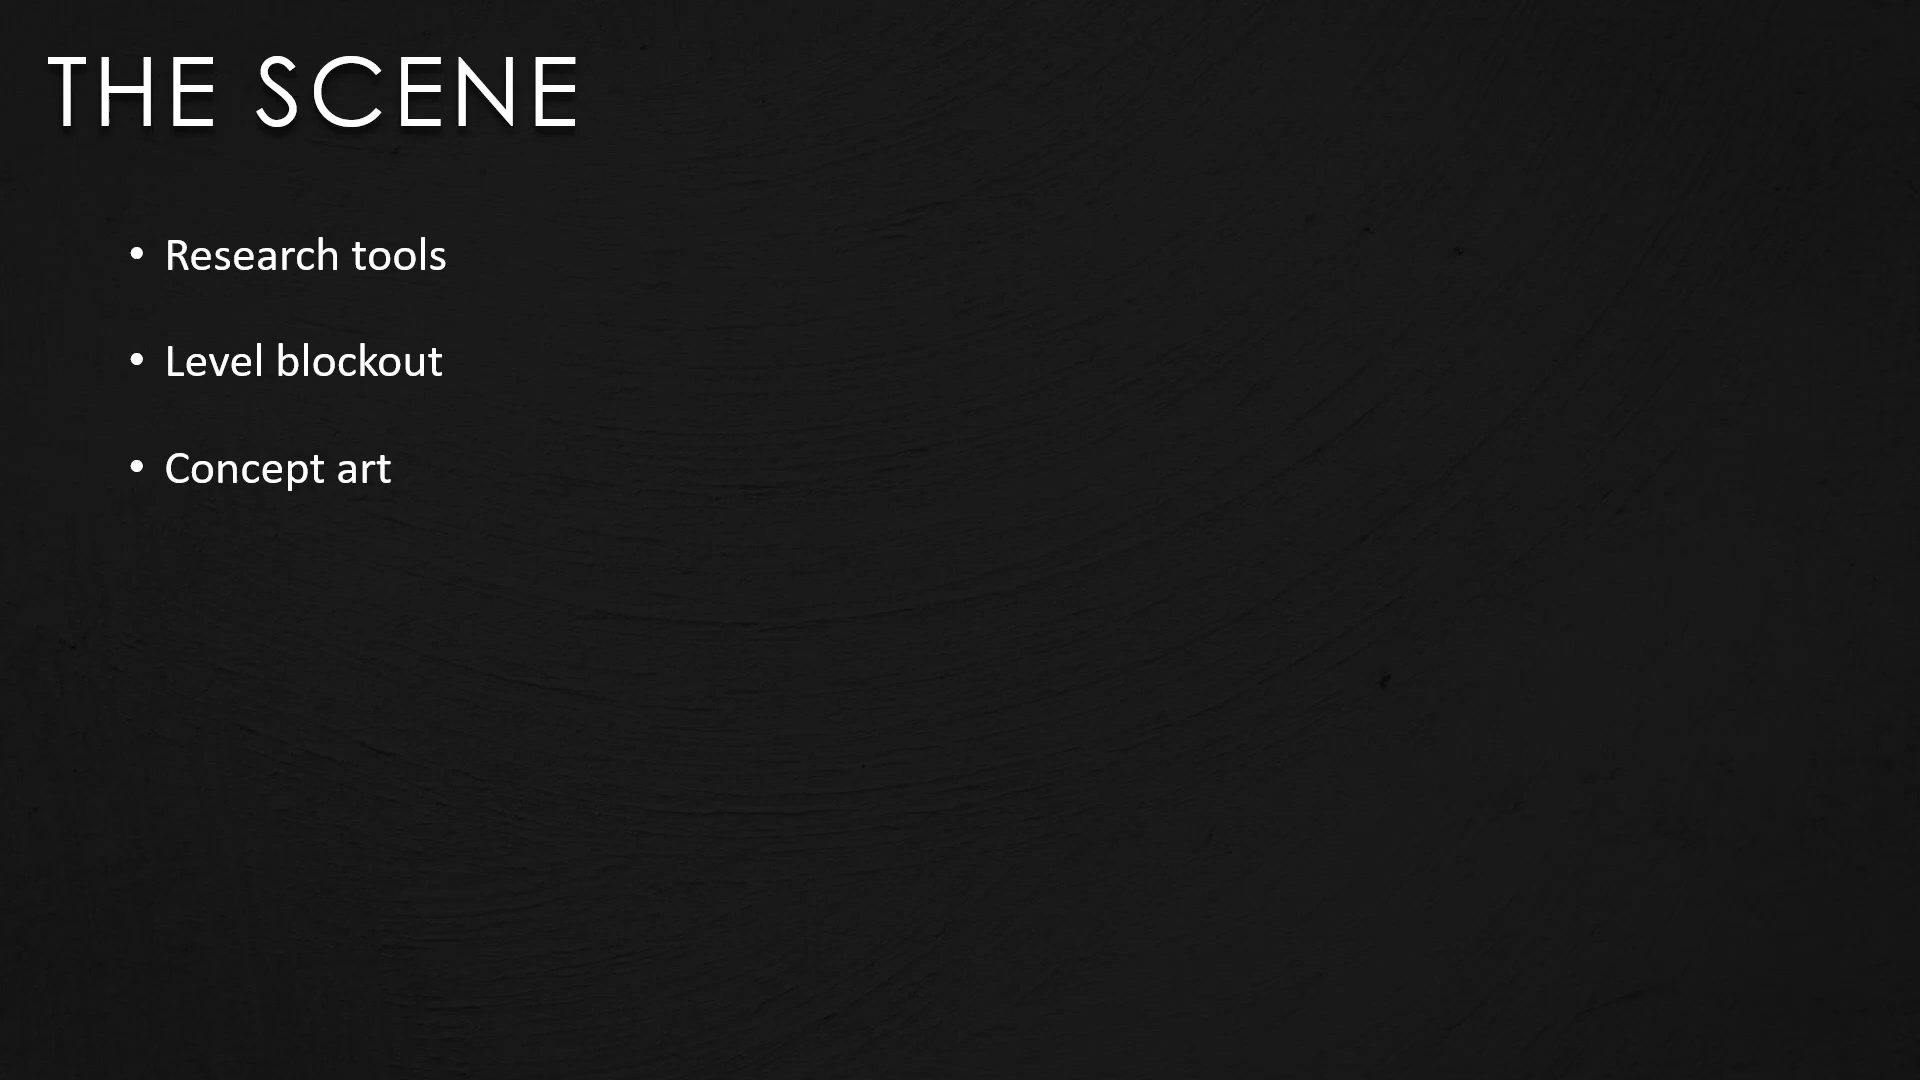 THE SCENE
• Research tools
• Level blockout
• Concept art